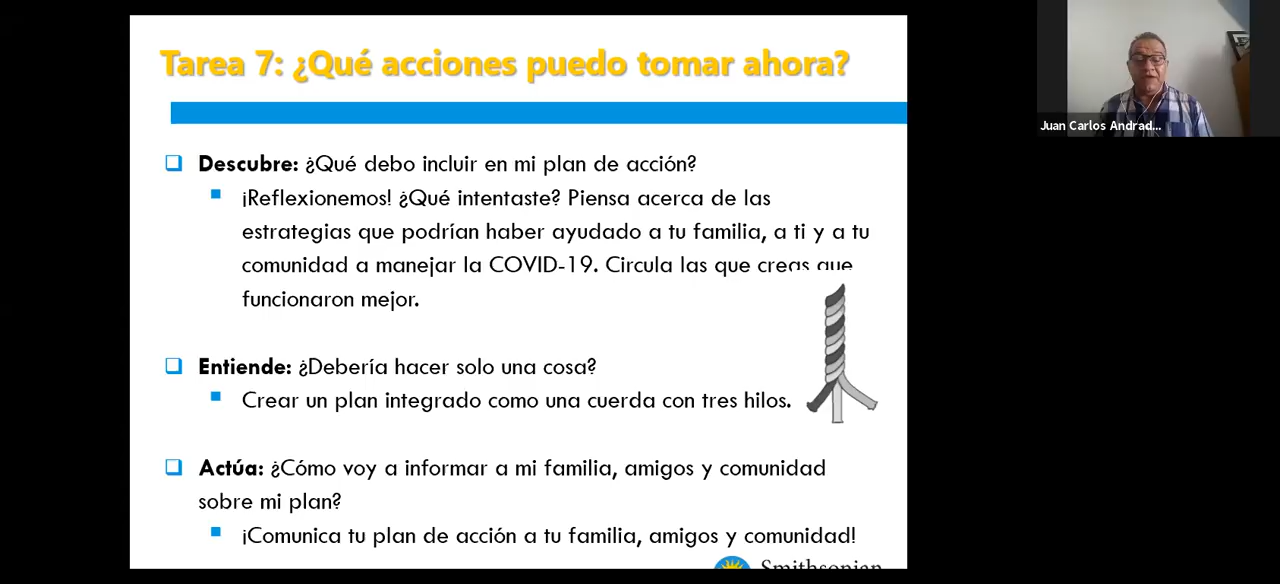 Tarea 7: ¿Qué acciones puedo tomar ahora?
Descubre: ¿Qué debo incluir en mi plan de acción?
¡Reflexionemos! ¿Qué intentaste? Piensa acerca de las
estrategias que podrían haber ayudado a tu familia, a ti y a tu
comunidad a manejar la COVID-19. Circula las que creas que
funcionaron mejor.
Entiende: ¿Debería hacer solo una cosa?
Crear un plan integrado como una cuerda con tres hilos.
Actúa: ¿Cómo voy a informar a mi familia, amigos y comunidad
sobre mi plan?
¡Comunica tu plan de acción a tu familia, amigos y comunidad!
Smithsonian
Juan Carlos Andrad...